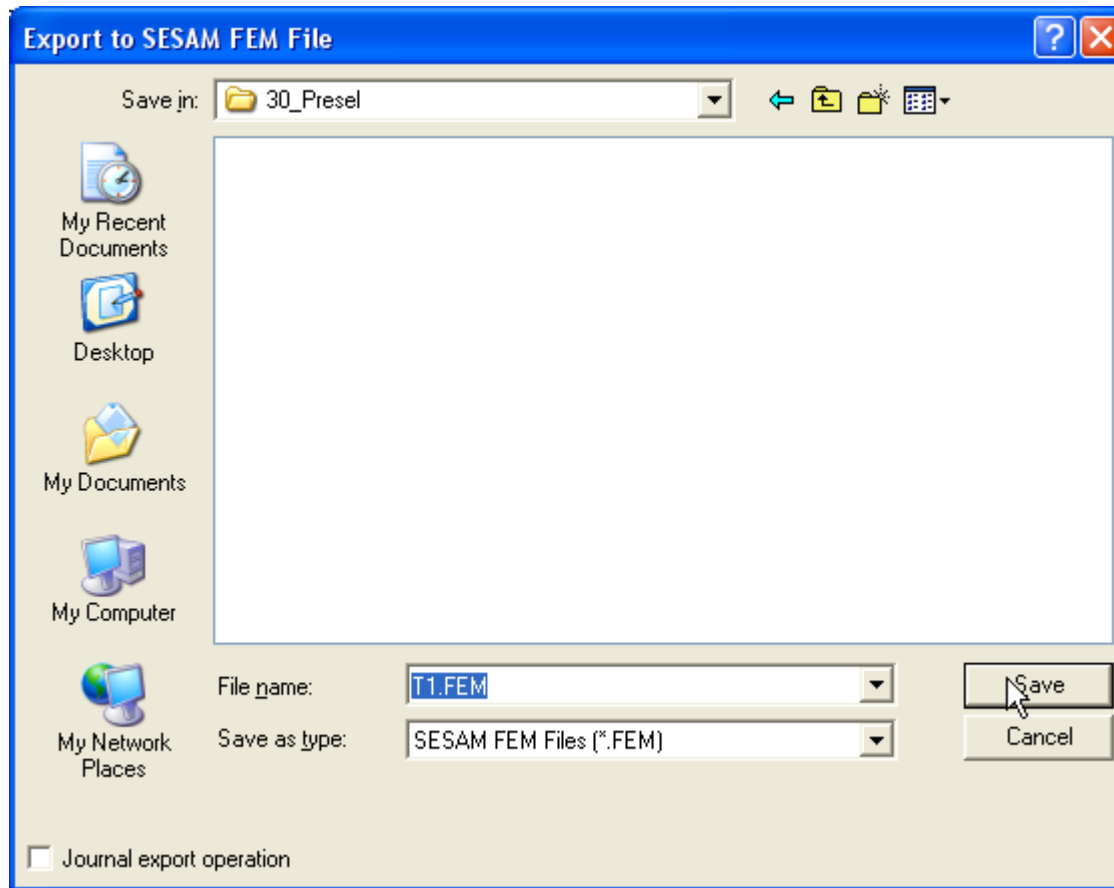 Export to SESAM FEM File
Save in: 30_Presel
My Recent
Documents
Desktop
My Documents
My Computer
My Network
Places
File name: T1.FEM Save
Save as type: SESAM FEM Files (*.FEM) Cancel
Journal export operation